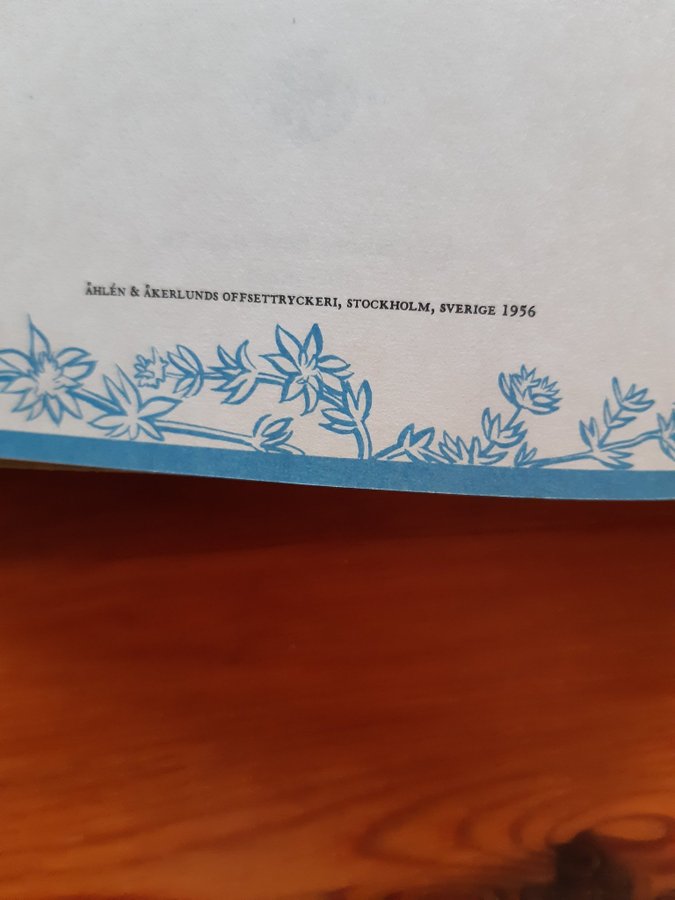 ÅHLÉN & ÅKERLUNDS OFFSETTRYCKERI, STOCKHOLM, SVERIGE 1956